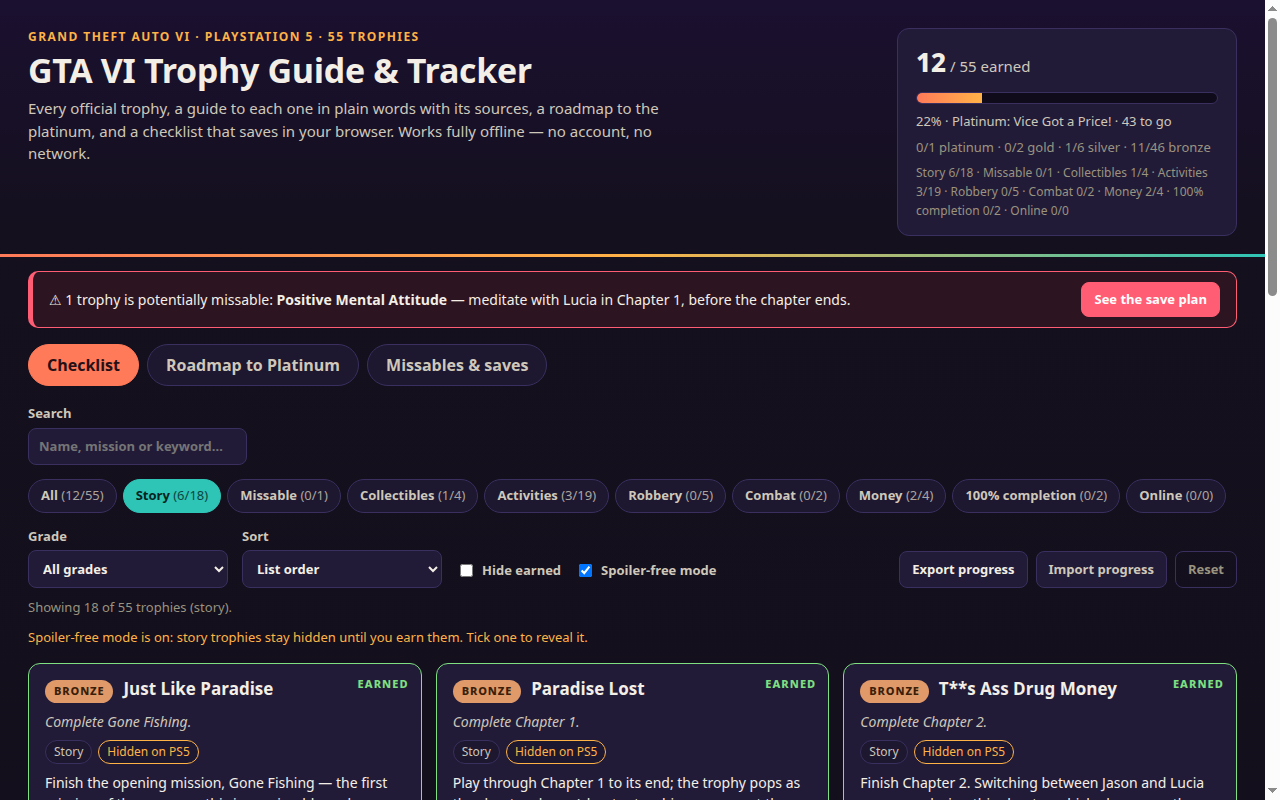 GRAND THEFT AUTO VI · PLAYSTATION 5 · 55 TROPHIES
GTA VI Trophy Guide & Tracker
Every official trophy, a guide to each one in plain words with its sources, a roadmap to the
platinum, and a checklist that saves in your browser. Works fully offline — no account, no
network.
12 / 55 earned
22% · Platinum: Vice Got a Price! · 43 to go
0/1 platinum · 0/2 gold · 1/6 silver · 11/46 bronze
Story 6/18 · Missable 0/1 · Collectibles 1/4 · Activities
3/19 · Robbery 0/5 · Combat 0/2 · Money 2/4 · 100%
completion 0/2 · Online 0/0
⚠ 1 trophy is potentially missable: Positive Mental Attitude — meditate with Lucia in Chapter 1, before the chapter ends.
See the save plan
Checklist
Roadmap to Platinum
Missables & saves
Search
Name, mission or keyword...
All (12/55)
Story (6/18)
Missable (0/1)
Collectibles (1/4)
Activities (3/19)
Robbery (0/5)
Combat (0/2)
Money (2/4)
100% completion (0/2)
Online (0/0)
Grade
Sort
All grades
List order
Hide earned
Spoiler-free mode
Export progress
Import progress
Reset
Showing 18 of 55 trophies (story).
Spoiler-free mode is on: story trophies stay hidden until you earn them. Tick one to reveal it.
BRONZE Just Like Paradise
EARNED
Complete Gone Fishing.
Story
Hidden on PS5
Finish the opening mission, Gone Fishing — the first
BRONZE Paradise Lost
EARNED
Complete Chapter 1.
Story
Hidden on PS5
Play through Chapter 1 to its end; the trophy pops as
BRONZE T**s Ass Drug Money
EARNED
Complete Chapter 2.
Story
Hidden on PS5
Finish Chapter 2. Switching between Jason and Lucia